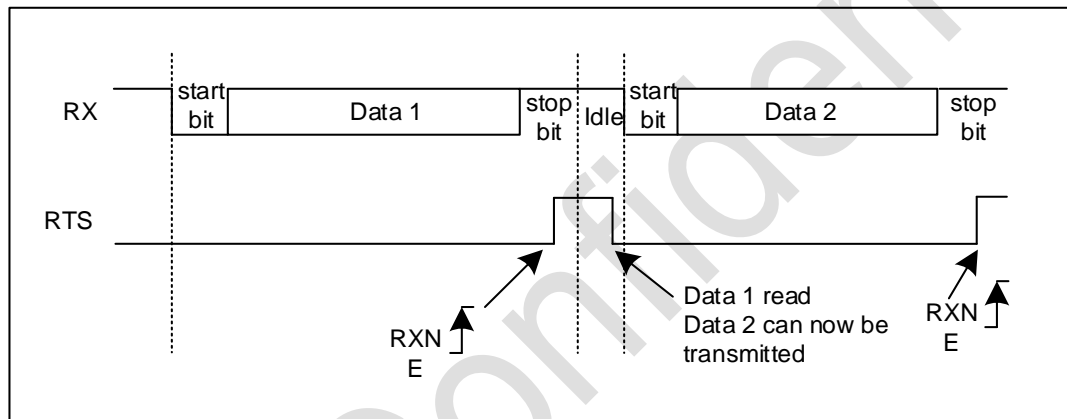 RX
start
bit
Data 1
stop
bit
Idle
start
bit
Data 2
stop
bit
RTS
RXN
E
Data 1 read
Data 2 can now be
transmitted
RXN
E
Confiden